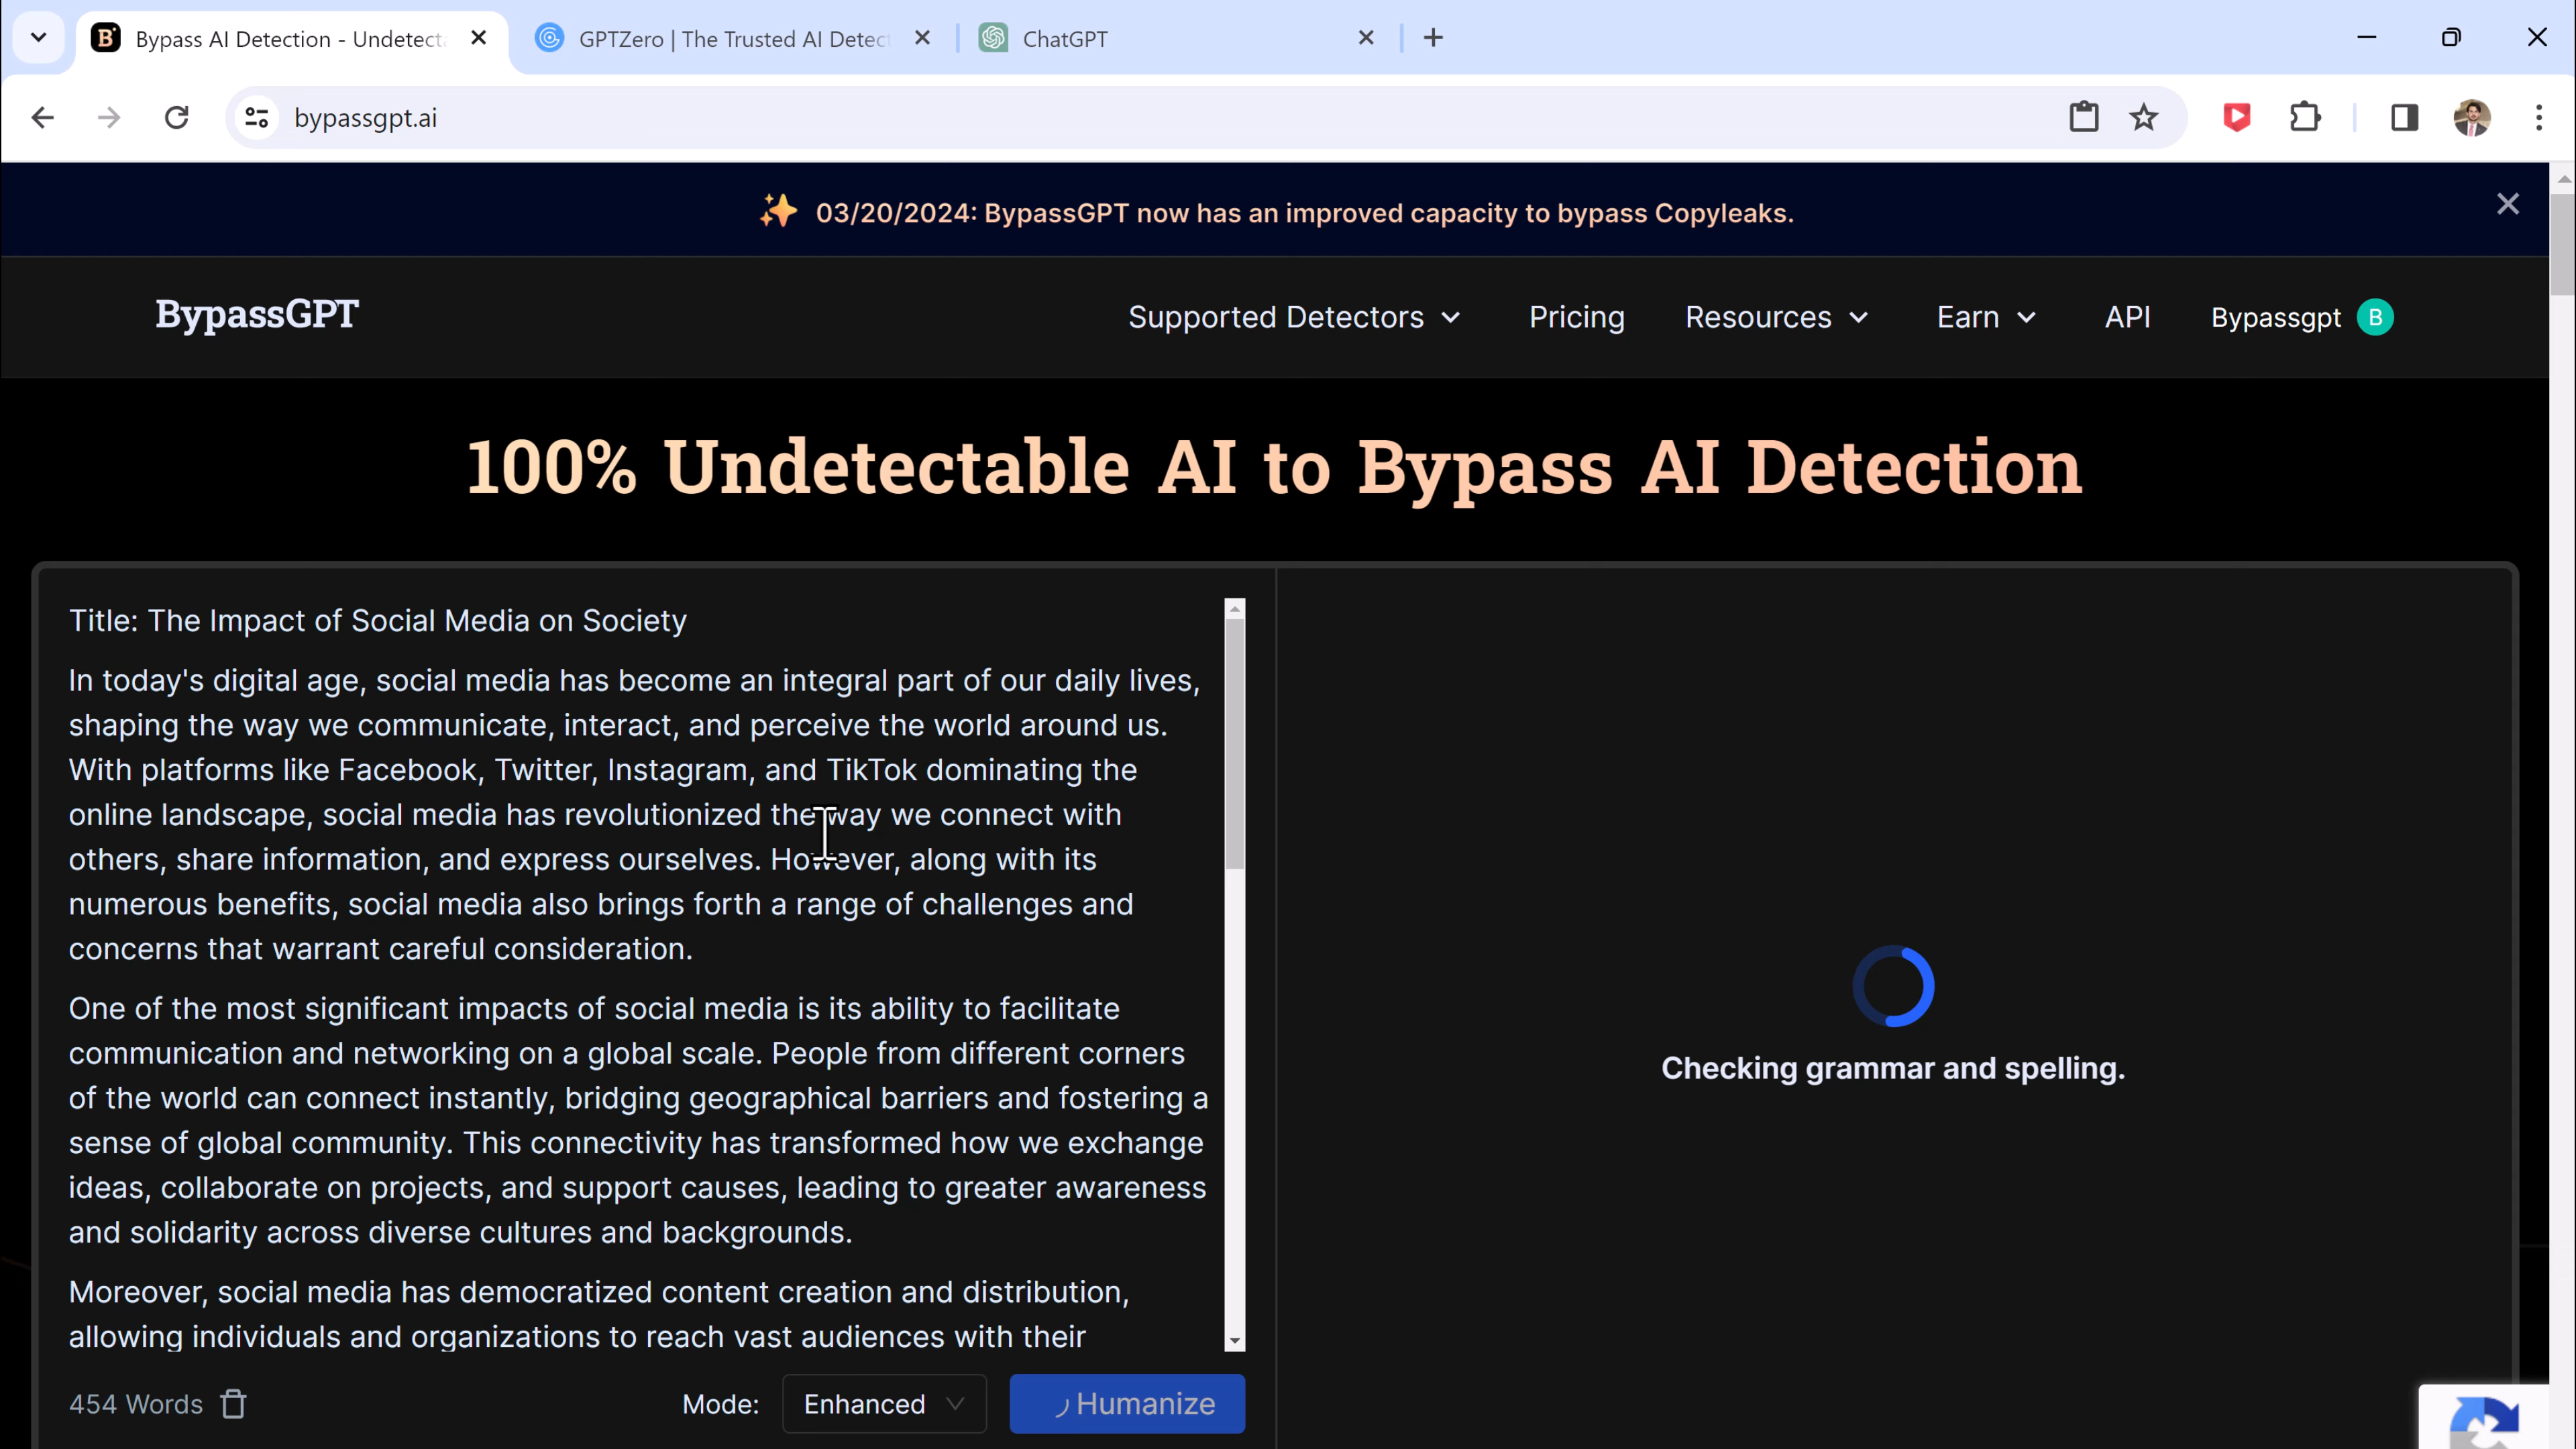 Bypass AI Detection - Undetect
GPTZero | The Trusted AI Detec
ChatGPT
bypassgpt.ai
03/20/2024: BypassGPT now has an improved capacity to bypass Copyleaks.
BypassGPT
Supported Detectors
Pricing
Resources
Earn
API
Bypassgpt
B
100% Undetectable AI to Bypass AI Detection
Title: The Impact of Social Media on Society
In today's digital age, social media has become an integral part of our daily lives,
shaping the way we communicate, interact, and perceive the world around us.
With platforms like Facebook, Twitter, Instagram, and TikTok dominating the
online landscape, social media has revolutionized the way we connect with
others, share information, and express ourselves. However, along with its
numerous benefits, social media also brings forth a range of challenges and
concerns that warrant careful consideration.
One of the most significant impacts of social media is its ability to facilitate
communication and networking on a global scale. People from different corners
of the world can connect instantly, bridging geographical barriers and fostering a
sense of global community. This connectivity has transformed how we exchange
ideas, collaborate on projects, and support causes, leading to greater awareness
and solidarity across diverse cultures and backgrounds.
Moreover, social media has democratized content creation and distribution,
allowing individuals and organizations to reach vast audiences with their
Checking grammar and spelling.
454 Words
Mode:
Enhanced
Humanize